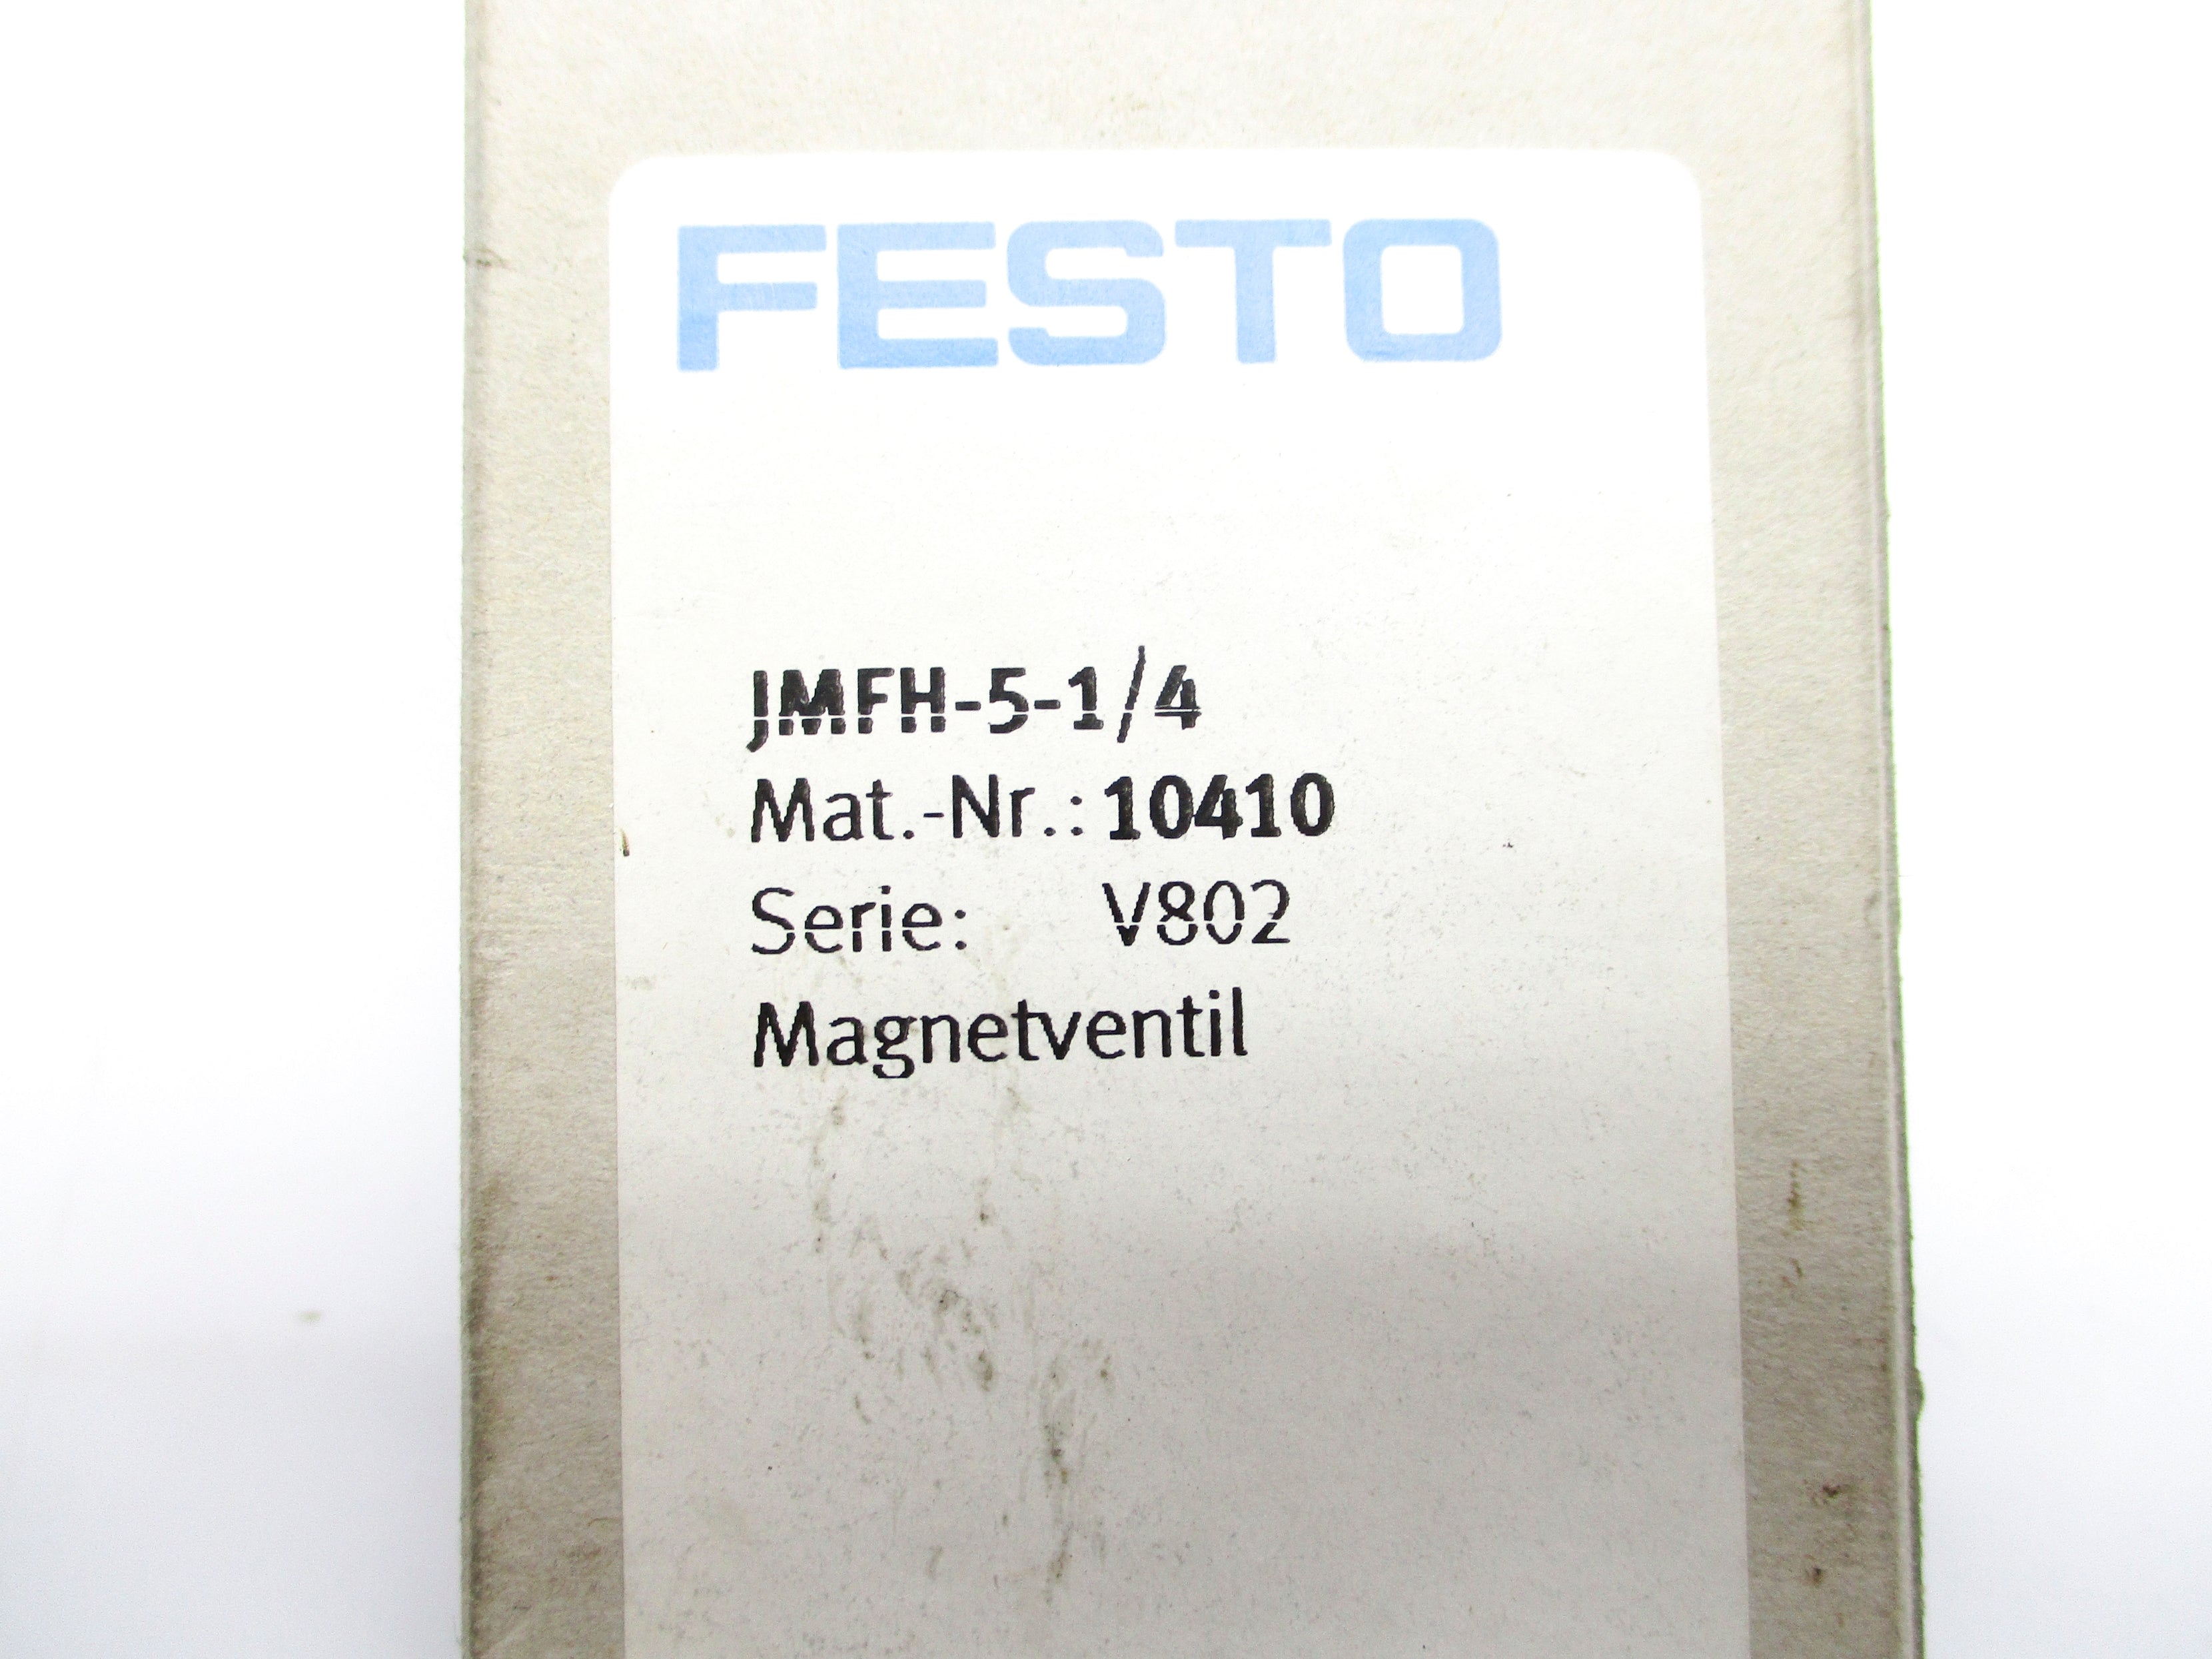 FESTO
JMFH-5-1/4
Mat.-Nr.: 10410
Serie: V802
Magnetventil